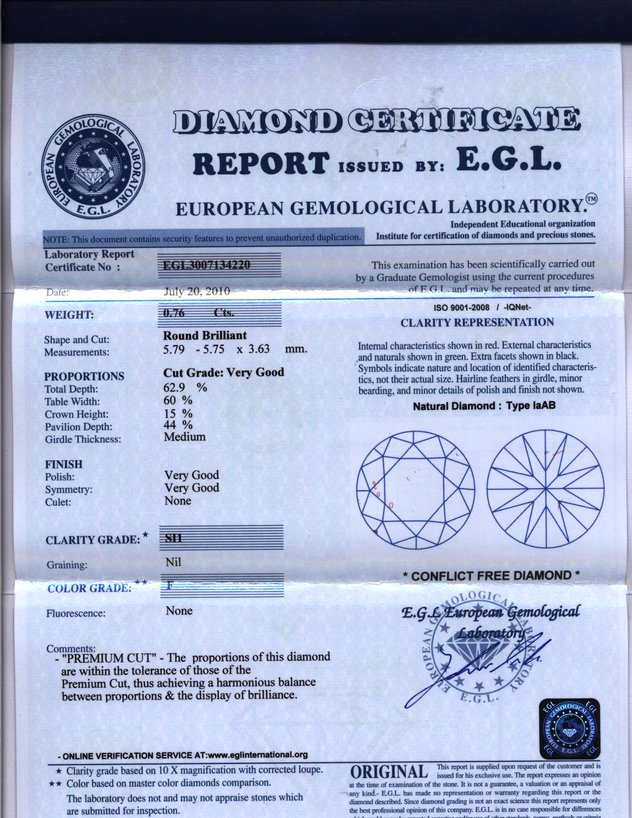 DIAMOND CERTIFICATE
REPORT ISSUED BY: E.G.L.
EUROPEAN GEMOLOGICAL LABORATORY.™
EUROPEAN GEMOLOGICAL LABORATORY
E.G.L.
Independent Educational organization
NOTE: This document contains security features to prevent unauthorized duplication.
Institute for certification of diamonds and precious stones.
Laboratory Report
Certificate No : EGL3007134220
Date: July 20, 2010
WEIGHT: 0.76 Cts.
Shape and Cut: Round Brilliant
Measurements: 5.79 - 5.75 x 3.63 mm.
PROPORTIONS Cut Grade: Very Good
Total Depth: 62.9 %
Table Width: 60 %
Crown Height: 15 %
Pavilion Depth: 44 %
Girdle Thickness: Medium
FINISH
Polish: Very Good
Symmetry: Very Good
Culet: None
CLARITY GRADE:★ SI1
Graining: Nil
COLOR GRADE:★★ F
Fluorescence: None
Comments:
- "PREMIUM CUT" - The proportions of this diamond
are within the tolerance of those of the
Premium Cut, thus achieving a harmonious balance
between proportions & the display of brilliance.
- ONLINE VERIFICATION SERVICE AT:www.eglinternational.org
★ Clarity grade based on 10 X magnification with corrected loupe.
★★ Color based on master color diamonds comparison.
The laboratory does not and may not appraise stones which
are submitted for inspection.
This examination has been scientifically carried out
by a Graduate Gemologist using the current procedures
of E.G.L. and may be repeated at any time.
ISO 9001-2008 / -IQNet-
CLARITY REPRESENTATION
Internal characteristics shown in red. External characteristics
and naturals shown in green. Extra facets shown in black.
Symbols indicate nature and location of identified characteris-
tics, not their actual size. Hairline feathers in girdle, minor
bearding, and minor details of polish and finish not shown.
Natural Diamond : Type IaAB
* CONFLICT FREE DIAMOND *
E.G.L European Gemological
Laboratory
EUROPEAN GEMOLOGICAL LABORATORY
E.G.L.
EGL
EGL
E.G.L.
EGL
EGL
ORIGINAL This report is supplied upon request of the customer and is
issued for his exclusive use. The report expresses an opinion
at the time of examination of the stone. It is not a guarantee, a valuation or an appraisal of
any kind.- E.G.L. has made no representation or warranty regarding this report or the
diamond described. Since diamond grading is not an exact science this report represents only
the best professional opinion of this company. E.G.L. is in no case responsible for differences